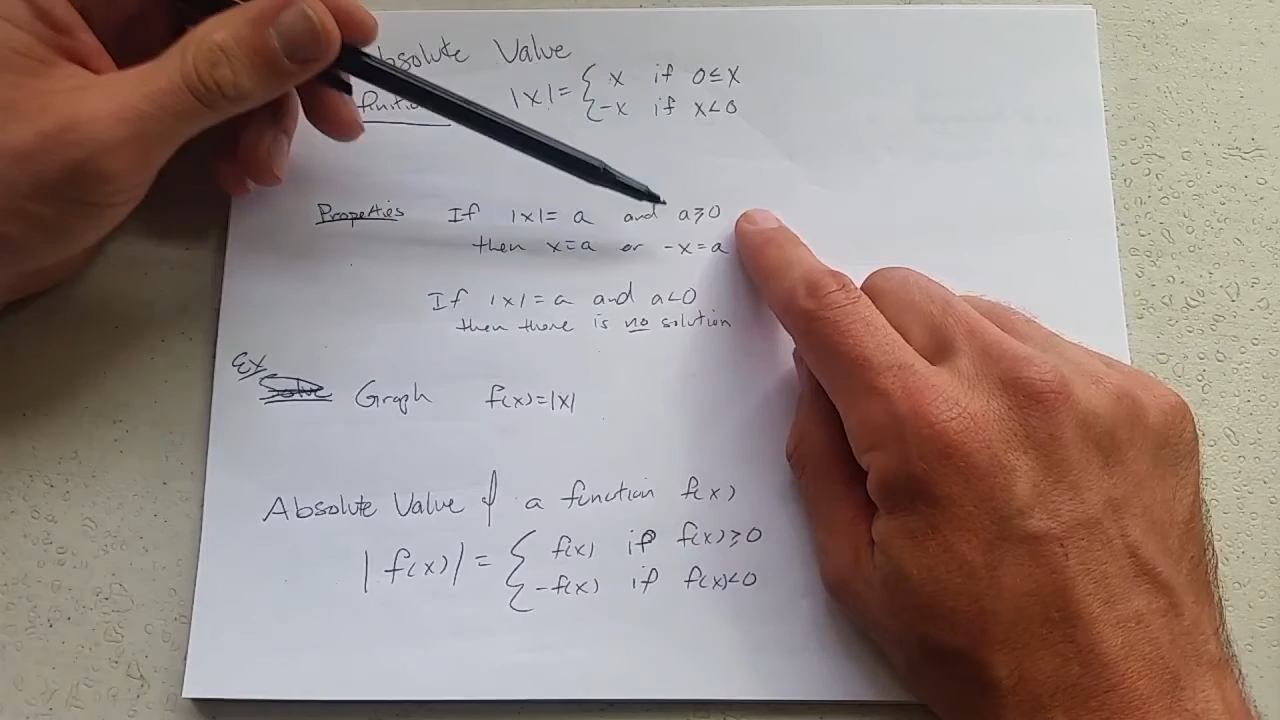 Absolute Value
|x| = { x if 0≤x
-x if x<0
Properties If |x| = a and a≥0
then x=a or -x=a
If |x| = a and a<0
then there is no solution
Ex
Solve Graph f(x)=|x|
Absolute Value of a function f(x)
|f(x)| = { f(x) if f(x)≥0
-f(x) if f(x)<0